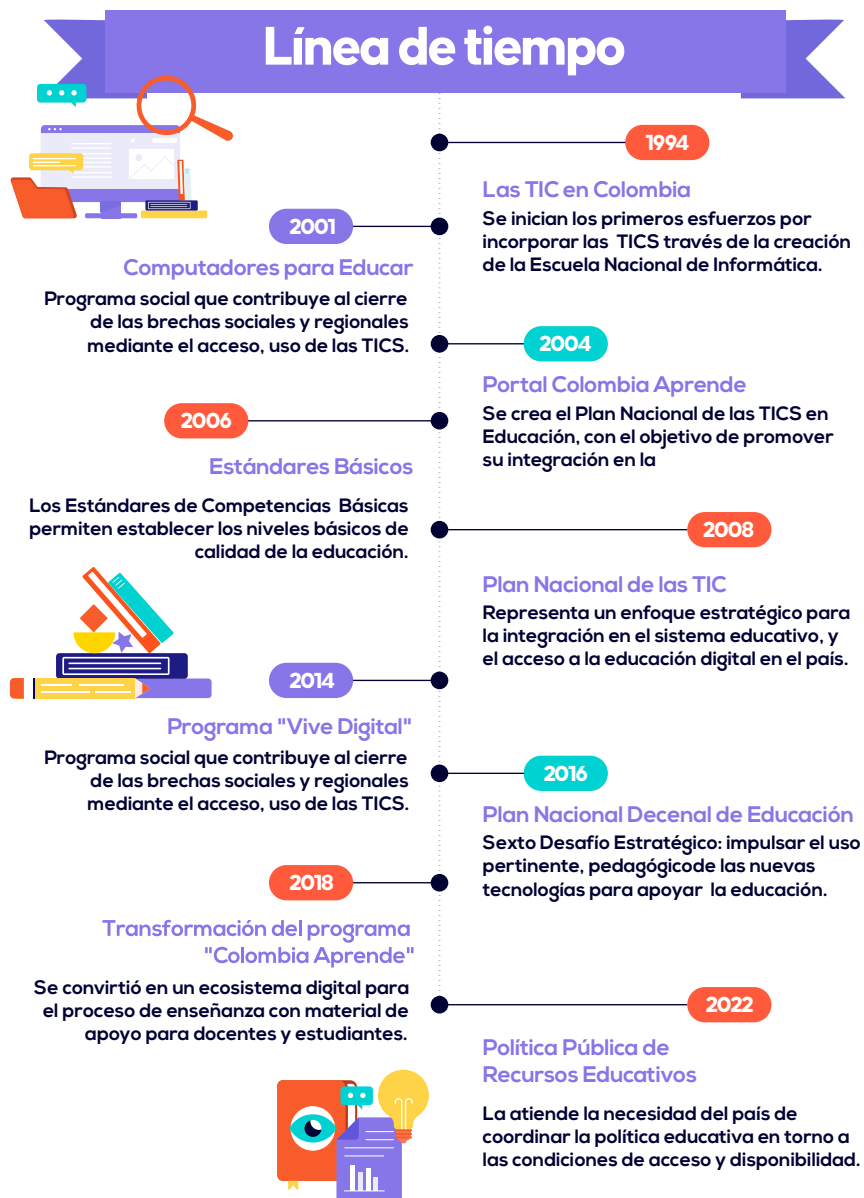 Línea de tiempo
1994
Las TIC en Colombia
Se inician los primeros esfuerzos por
incorporar las TICS través de la creación
de la Escuela Nacional de Informática.
2001
Computadores para Educar
Programa social que contribuye al cierre
de las brechas sociales y regionales
mediante el acceso, uso de las TICS.
2004
Portal Colombia Aprende
Se crea el Plan Nacional de las TICS en
Educación, con el objetivo de promover
su integración en la
2006
Estándares Básicos
Los Estándares de Competencias Básicas
permiten establecer los niveles básicos de
calidad de la educación.
2008
Plan Nacional de las TIC
Representa un enfoque estratégico para
la integración en el sistema educativo, y
el acceso a la educación digital en el país.
2014
Programa "Vive Digital"
Programa social que contribuye al cierre
de las brechas sociales y regionales
mediante el acceso, uso de las TICS.
2016
Plan Nacional Decenal de Educación
Sexto Desafío Estratégico: impulsar el uso
pertinente, pedagógicode las nuevas
tecnologías para apoyar la educación.
2018
Transformación del programa
"Colombia Aprende"
Se convirtió en un ecosistema digital para
el proceso de enseñanza con material de
apoyo para docentes y estudiantes.
2022
Política Pública de
Recursos Educativos
La atiende la necesidad del país de
coordinar la política educativa en torno a
las condiciones de acceso y disponibilidad.